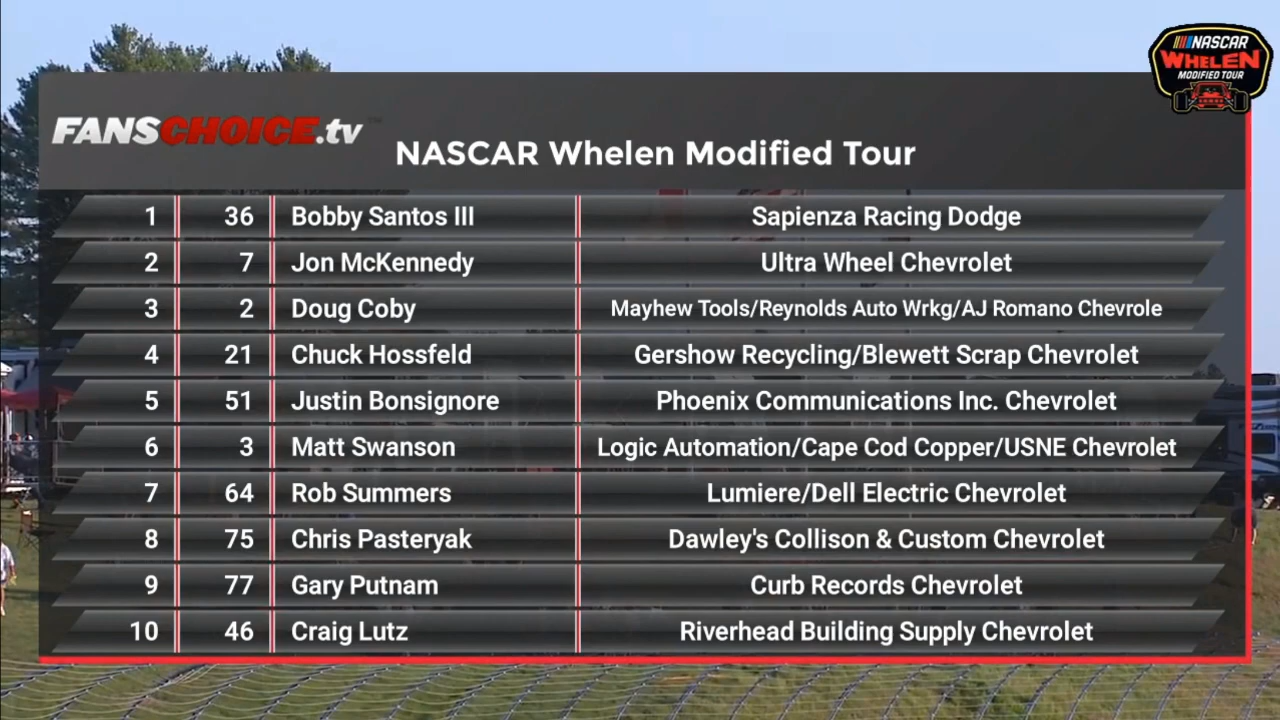 NASCAR
WHELEN
MODIFIED TOUR
FANSCHOICE.tv™
NASCAR Whelen Modified Tour
1 36 Bobby Santos III Sapienza Racing Dodge
2 7 Jon McKennedy Ultra Wheel Chevrolet
3 2 Doug Coby Mayhew Tools/Reynolds Auto Wrkg/AJ Romano Chevrole
4 21 Chuck Hossfeld Gershow Recycling/Blewett Scrap Chevrolet
5 51 Justin Bonsignore Phoenix Communications Inc. Chevrolet
6 3 Matt Swanson Logic Automation/Cape Cod Copper/USNE Chevrolet
7 64 Rob Summers Lumiere/Dell Electric Chevrolet
8 75 Chris Pasteryak Dawley's Collison & Custom Chevrolet
9 77 Gary Putnam Curb Records Chevrolet
10 46 Craig Lutz Riverhead Building Supply Chevrolet